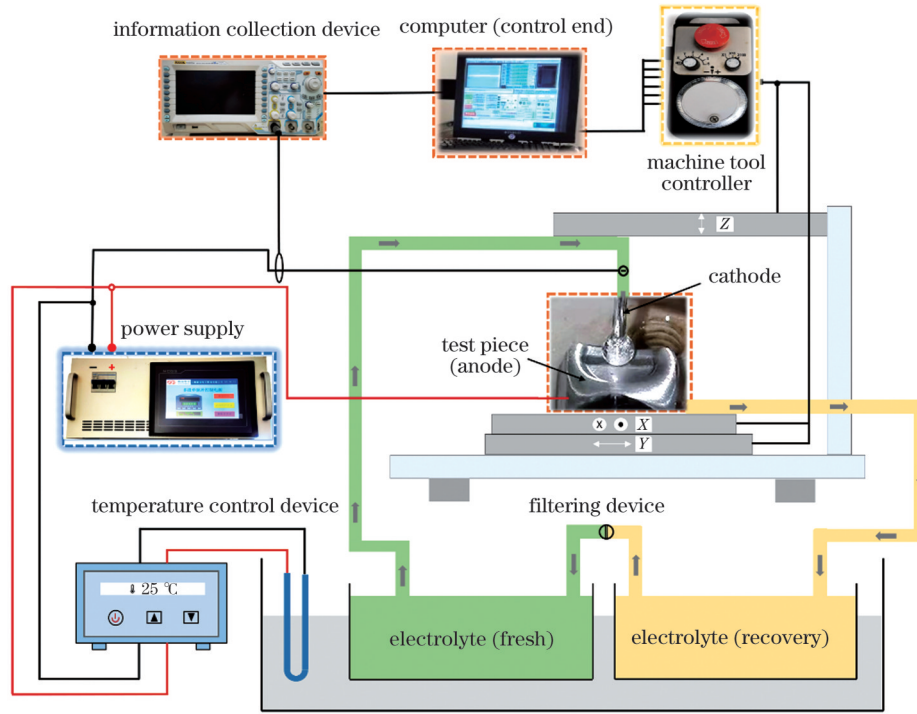 information collection device
computer (control end)
machine tool
controller
Z
cathode
power supply
test piece
(anode)
− +
X
Y
temperature control device
filtering device
25 ℃
electrolyte (fresh)
electrolyte (recovery)